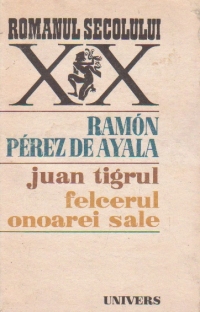 ROMANUL SECOLULUI
XX
RAMÓN
PÉREZ DE AYALA
juan tigrul
felcerul
onoarei sale
UNIVERS